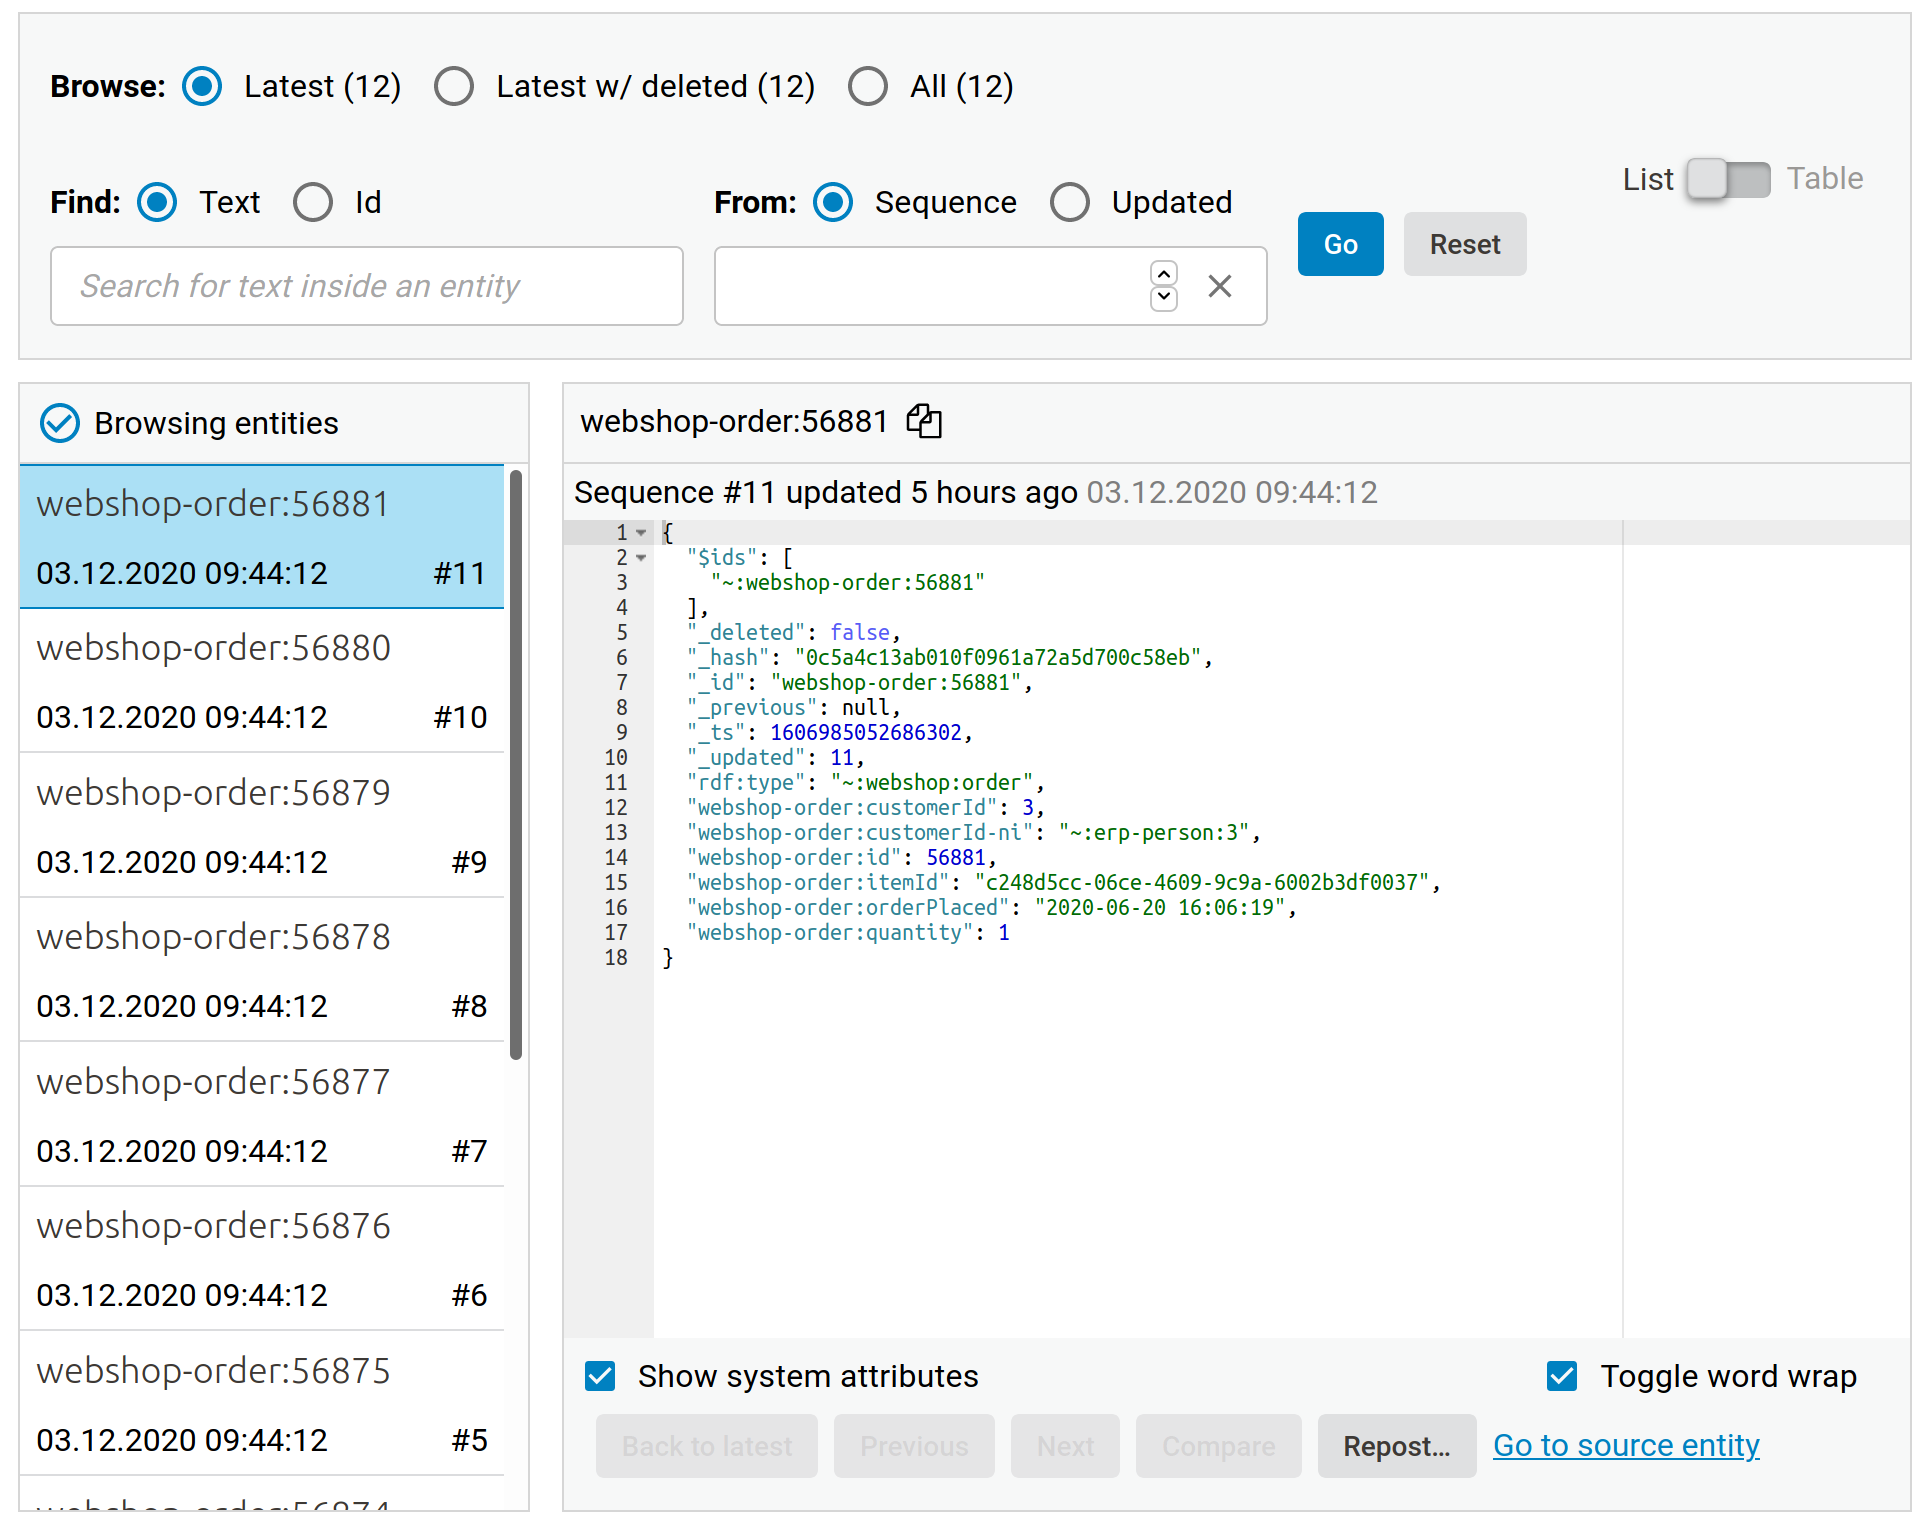 Browse: Latest (12) Latest w/ deleted (12) All (12)
List Table
Find: Text Id From: Sequence Updated
Search for text inside an entity
Go Reset
Browsing entities
webshop-order:56881
03.12.2020 09:44:12 #11
webshop-order:56880
03.12.2020 09:44:12 #10
webshop-order:56879
03.12.2020 09:44:12 #9
webshop-order:56878
03.12.2020 09:44:12 #8
webshop-order:56877
03.12.2020 09:44:12 #7
webshop-order:56876
03.12.2020 09:44:12 #6
webshop-order:56875
03.12.2020 09:44:12 #5
webshop-order:56874
webshop-order:56881
Sequence #11 updated 5 hours ago 03.12.2020 09:44:12
1 {
2 "$ids": [
3 "~:webshop-order:56881"
4 ],
5 "_deleted": false,
6 "_hash": "0c5a4c13ab010f0961a72a5d700c58eb",
7 "_id": "webshop-order:56881",
8 "_previous": null,
9 "_ts": 1606985052686302,
10 "_updated": 11,
11 "rdf:type": "~:webshop:order",
12 "webshop-order:customerId": 3,
13 "webshop-order:customerId-ni": "~:erp-person:3",
14 "webshop-order:id": 56881,
15 "webshop-order:itemId": "c248d5cc-06ce-4609-9c9a-6002b3df0037",
16 "webshop-order:orderPlaced": "2020-06-20 16:06:19",
17 "webshop-order:quantity": 1
18 }
Show system attributes Toggle word wrap
Back to latest Previous Next Compare Repost... Go to source entity